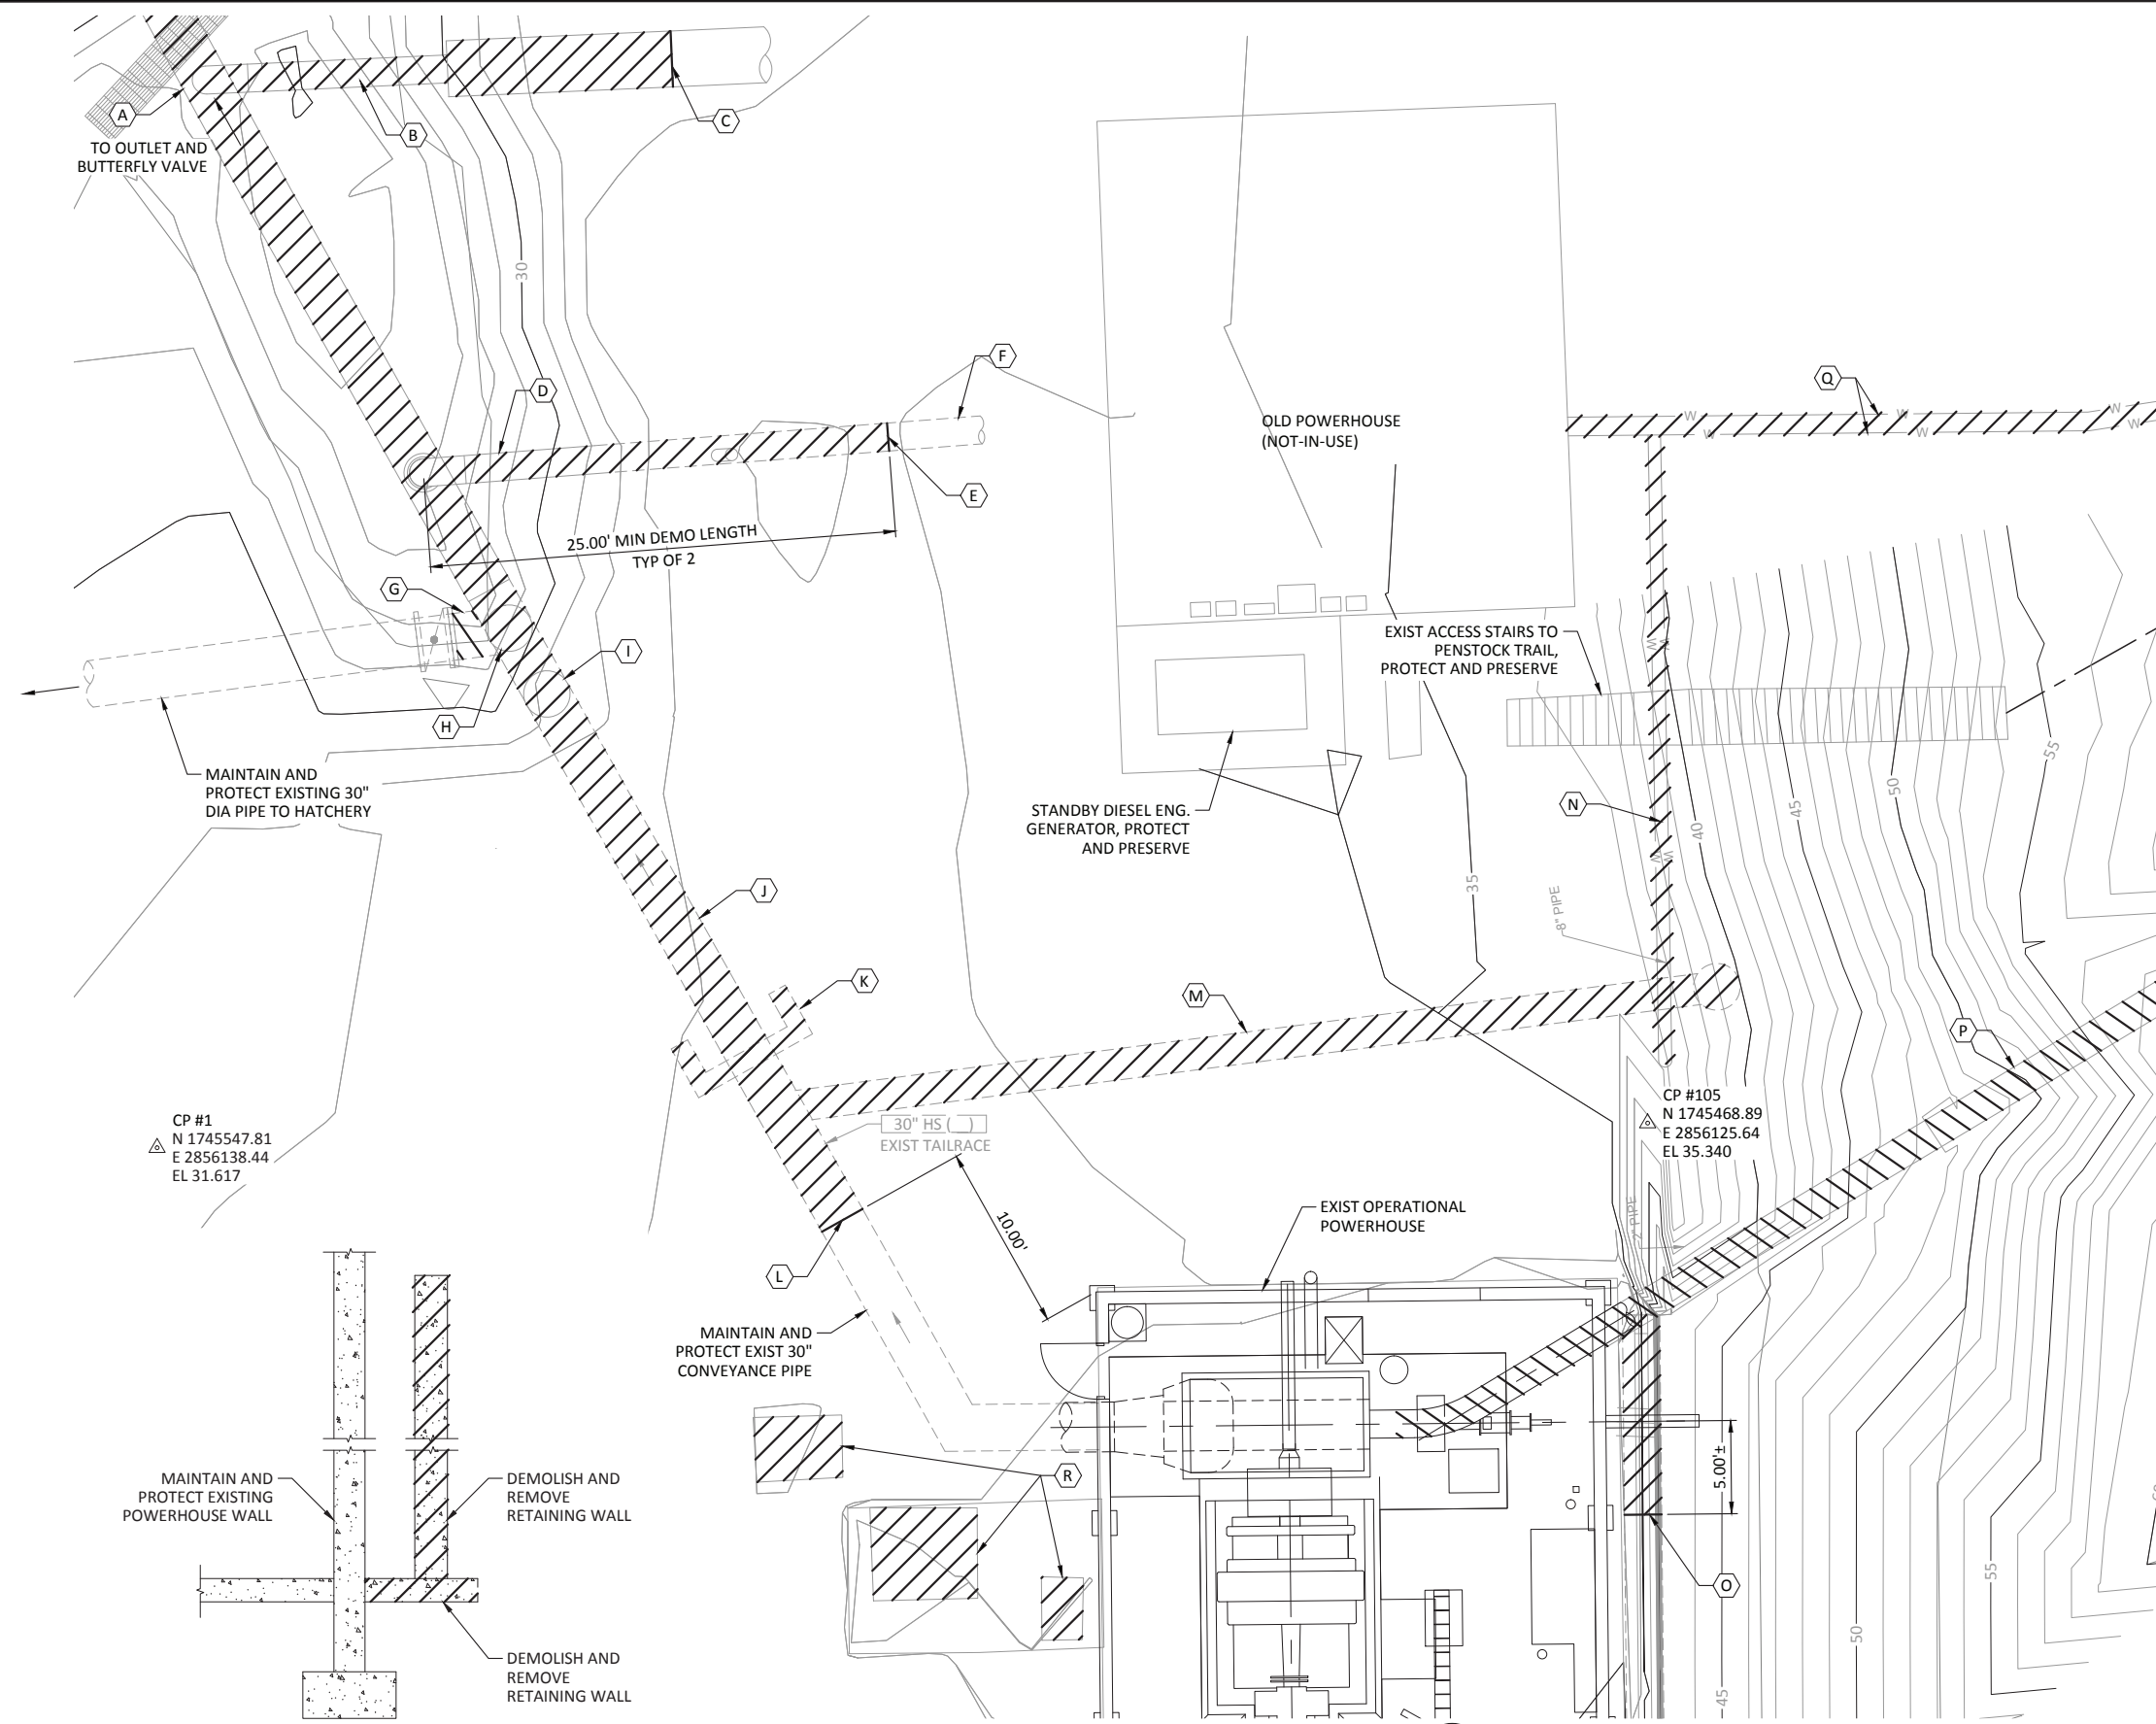 A
TO OUTLET AND
BUTTERFLY VALVE
B
C
30
D
F
E
25.00' MIN DEMO LENGTH
TYP OF 2
G
H
I
MAINTAIN AND
PROTECT EXISTING 30"
DIA PIPE TO HATCHERY
OLD POWERHOUSE
(NOT-IN-USE)
Q
W
W
W
W
W
W
EXIST ACCESS STAIRS TO
PENSTOCK TRAIL,
PROTECT AND PRESERVE
W
W
STANDBY DIESEL ENG.
GENERATOR, PROTECT
AND PRESERVE
N
W
W
40
45
50
55
35
8" PIPE
J
K
M
P
CP #1
N 1745547.81
E 2856138.44
EL 31.617
30" HS (__)
EXIST TAILRACE
10.00'
L
CP #105
N 1745468.89
E 2856125.64
EL 35.340
2" PIPE
EXIST OPERATIONAL
POWERHOUSE
MAINTAIN AND
PROTECT EXIST 30"
CONVEYANCE PIPE
R
5.00'±
O
MAINTAIN AND
PROTECT EXISTING
POWERHOUSE WALL
DEMOLISH AND
REMOVE
RETAINING WALL
DEMOLISH AND
REMOVE
RETAINING WALL
45
50
55